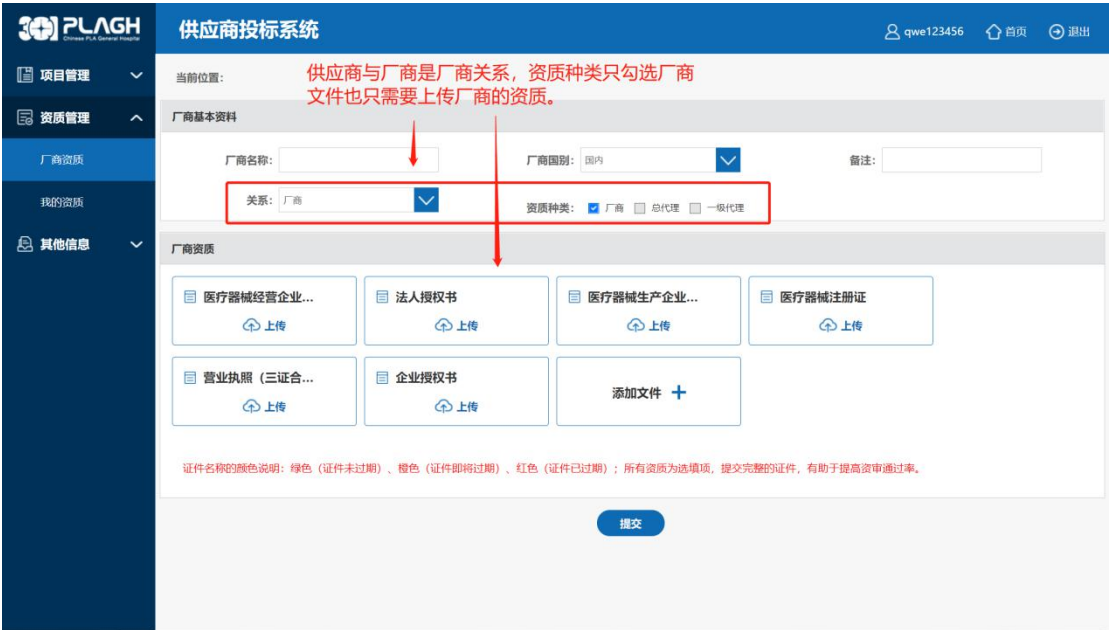 301 PLAGH
Chinese PLA General Hospital
供应商投标系统
qwe123456
首页
退出
项目管理
资质管理
厂商资质
我的资质
其他信息
当前位置：
供应商与厂商是厂商关系，资质种类只勾选厂商
文件也只需要上传厂商的资质。
厂商基本资料
厂商名称：
厂商国别： 国内
备注：
关系： 厂商
资质种类： 厂商 总代理 一级代理
厂商资质
医疗器械经营企业...
上传
法人授权书
上传
医疗器械生产企业...
上传
医疗器械注册证
上传
营业执照（三证合...
上传
企业授权书
上传
添加文件
证件名称的颜色说明：绿色（证件未过期）、橙色（证件即将过期）、红色（证件已过期）；所有资质为选填项，提交完整的证件，有助于提高资审通过率。
提交